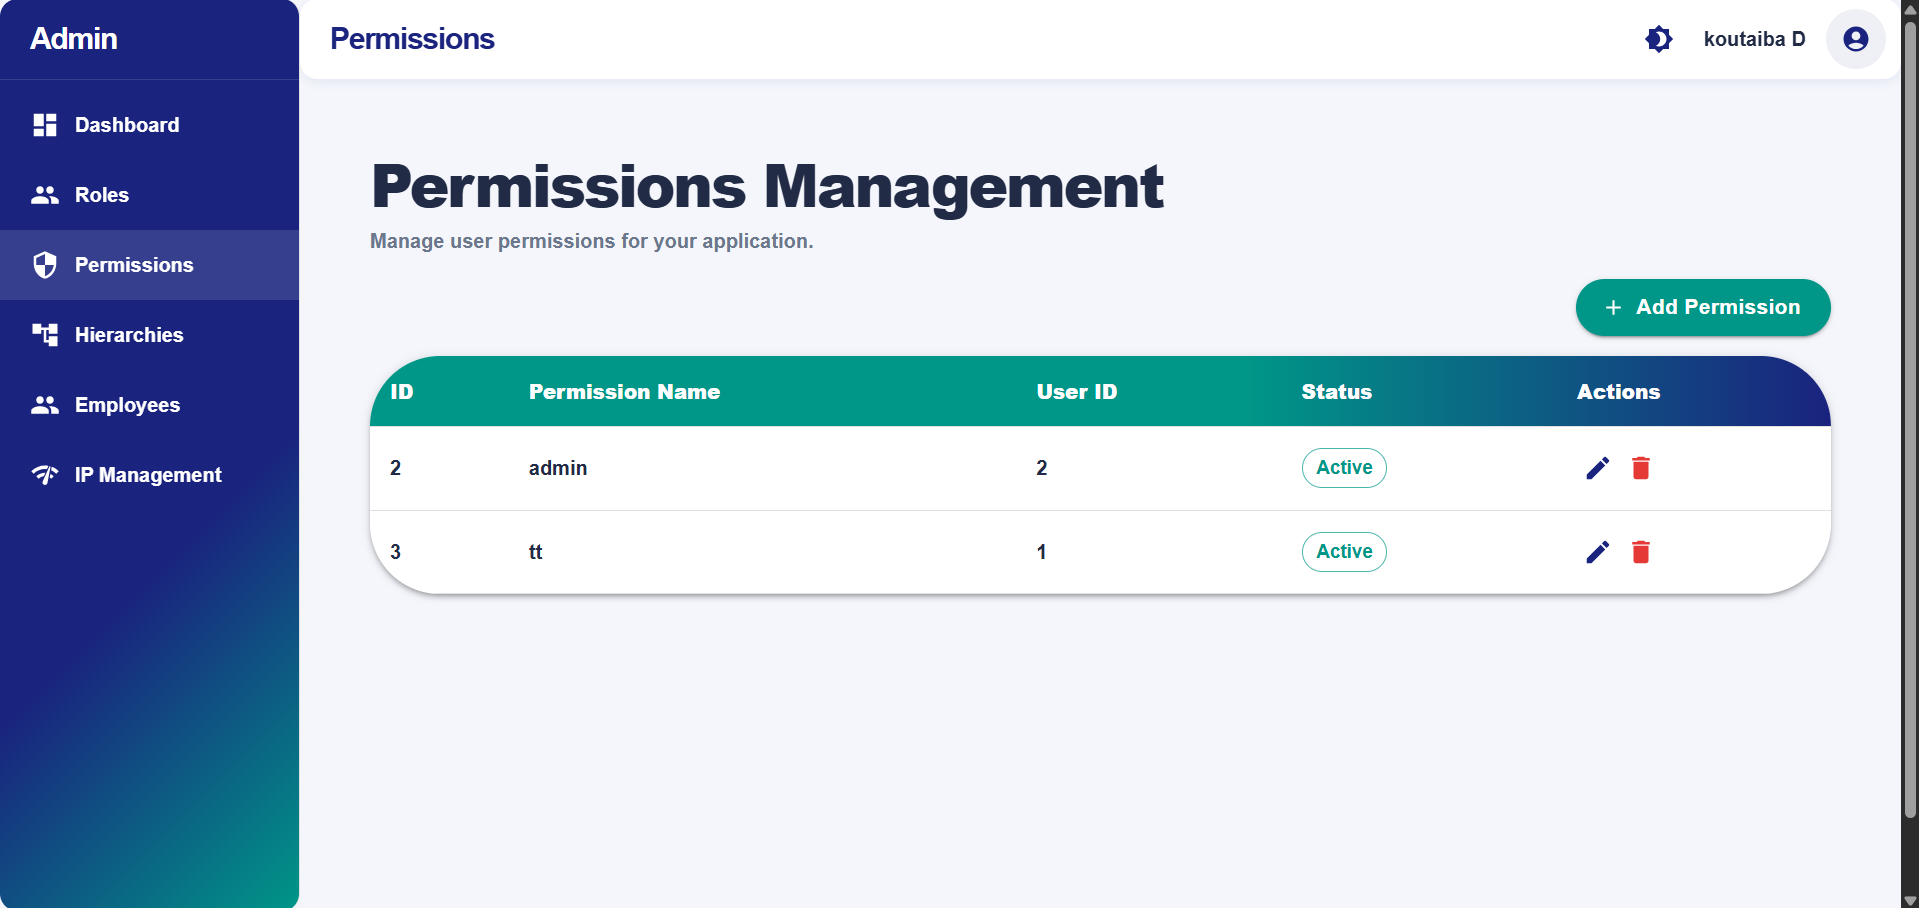 Admin
Dashboard
Roles
Permissions
Hierarchies
Employees
IP Management
Permissions
koutaiba D
Permissions Management
Manage user permissions for your application.
+ Add Permission
ID Permission Name User ID Status Actions
2 admin 2 Active
3 tt 1 Active